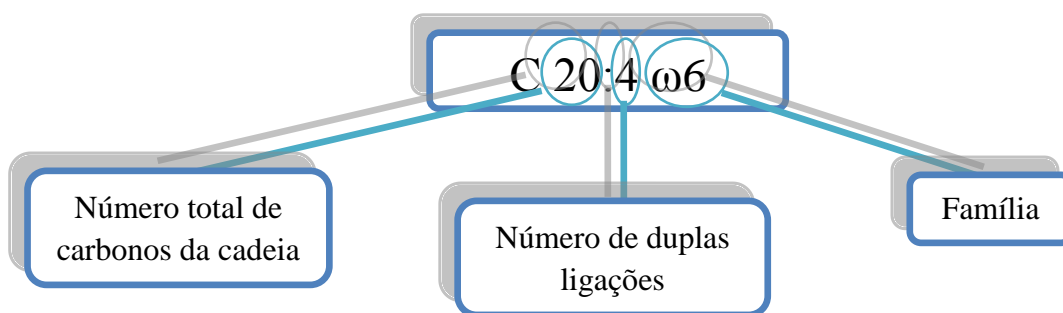 C 20:4 ω6
Número total de
carbonos da cadeia
Número de duplas
ligações
Família